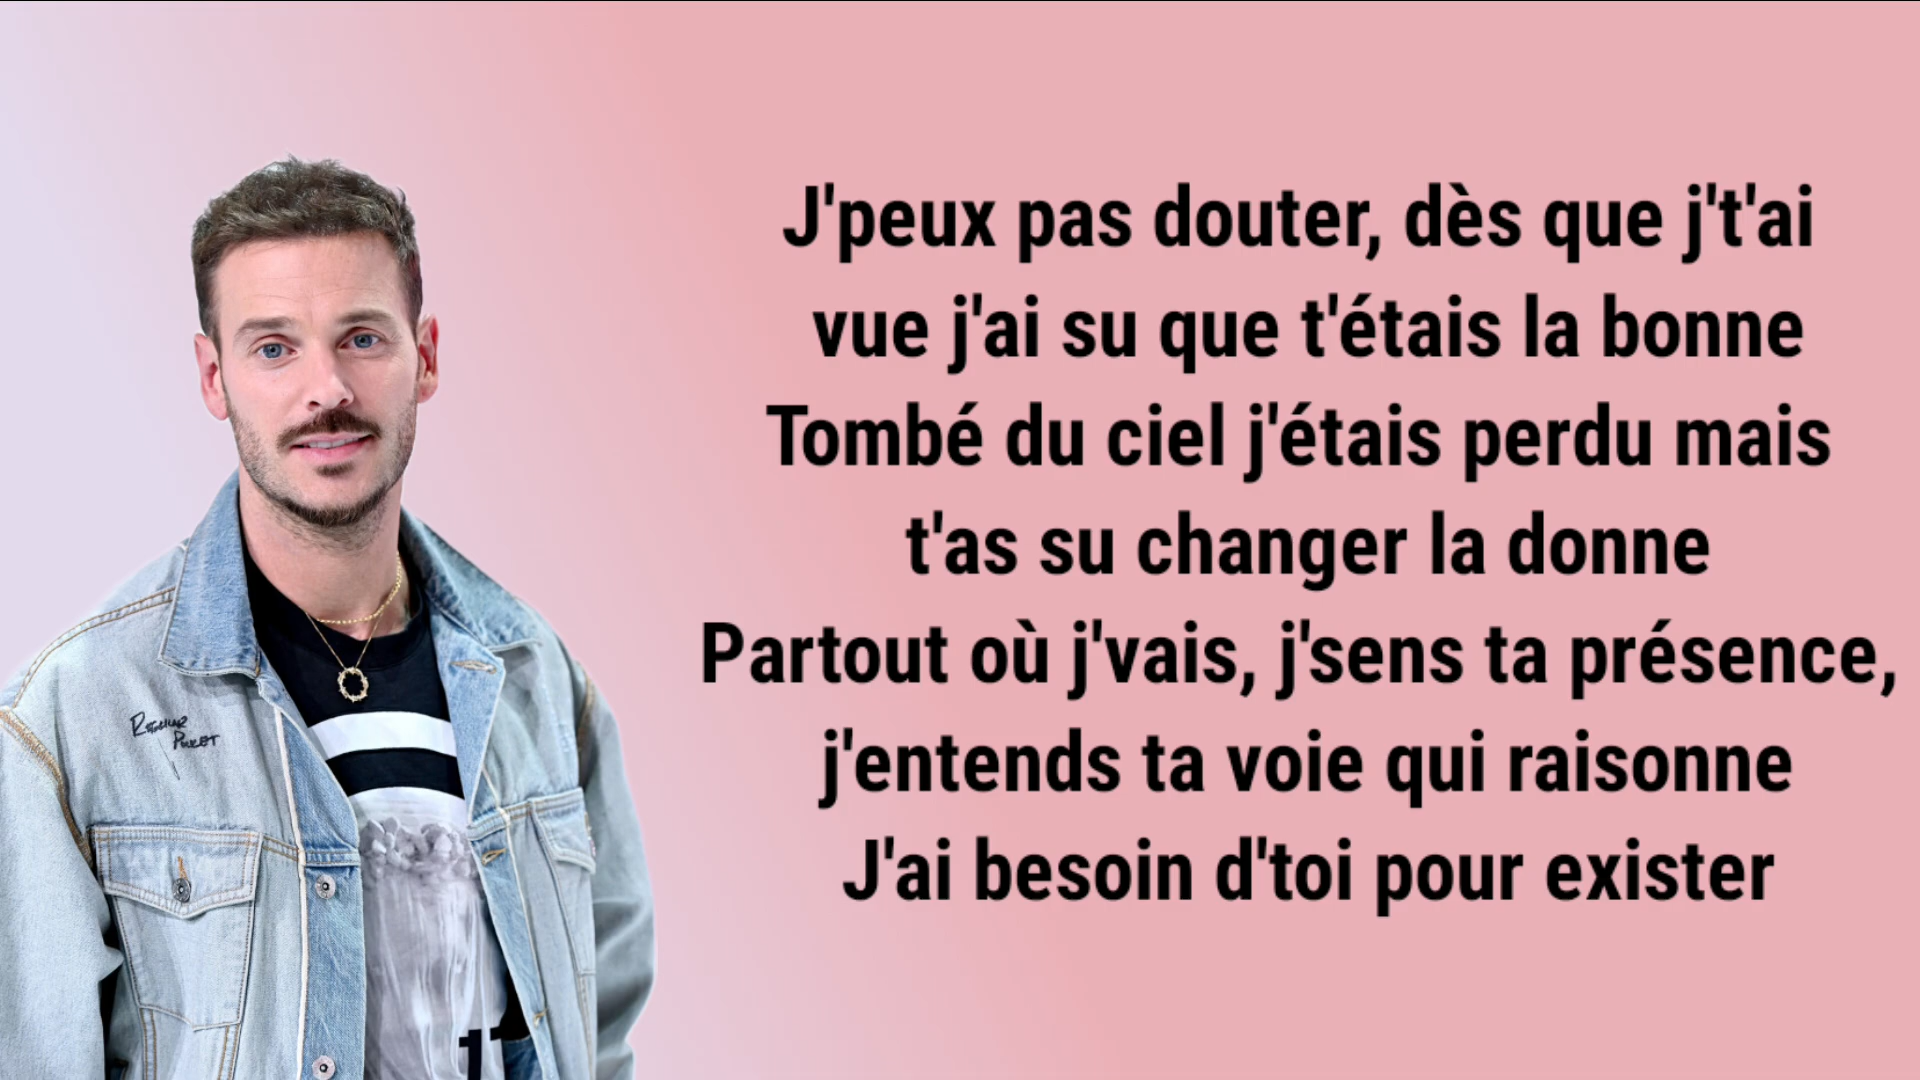 J'peux pas douter, dès que j't'ai
vue j'ai su que t'étais la bonne
Tombé du ciel j'étais perdu mais
t'as su changer la donne
Partout où j'vais, j'sens ta présence,
j'entends ta voie qui raisonne
J'ai besoin d'toi pour exister